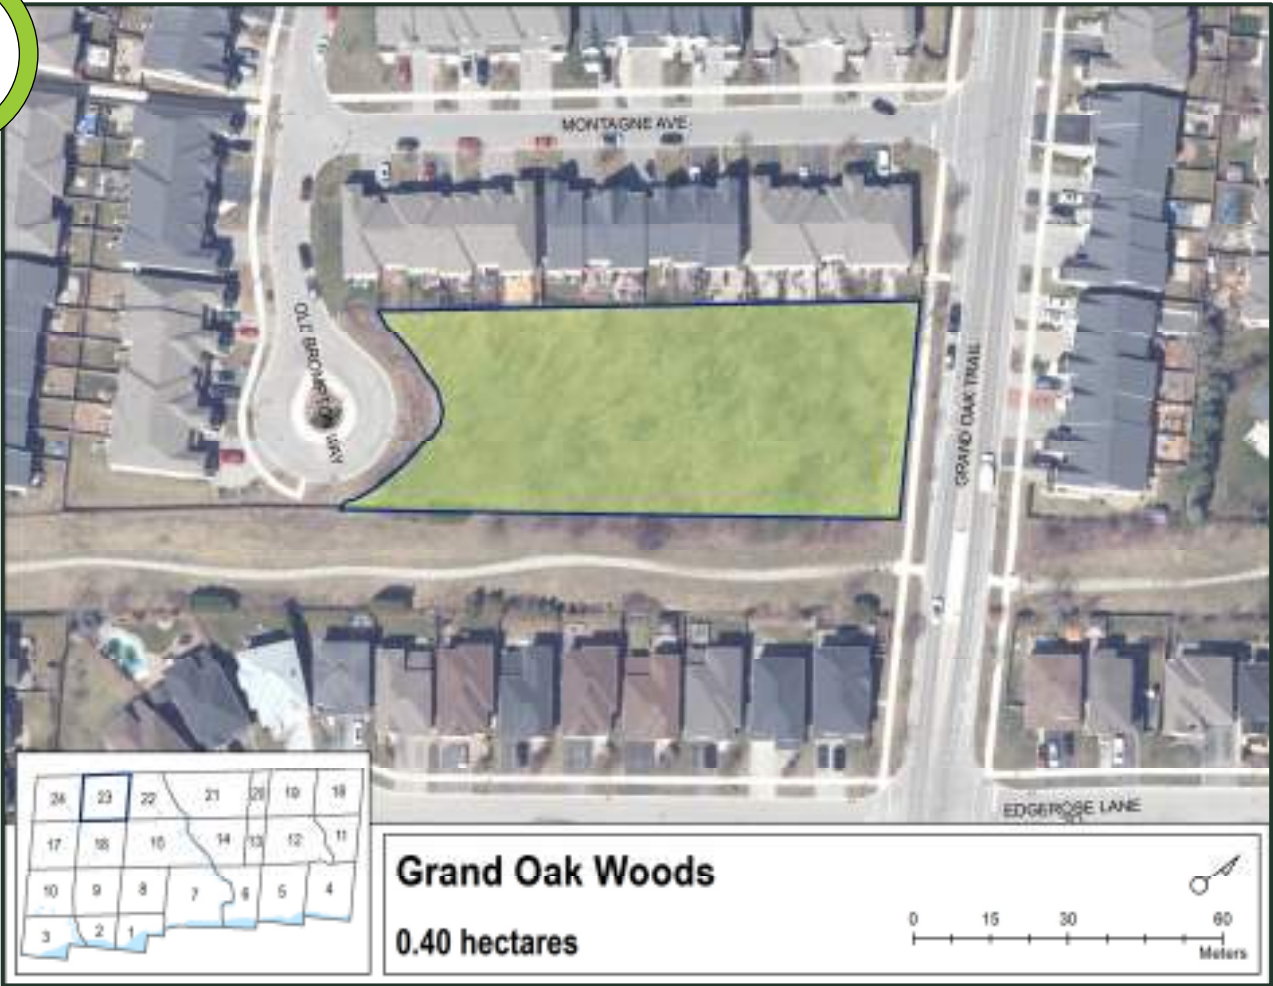 MONTAGNE AVE
OLE BROMPTON WAY
GRAND OAK TRAIL
EDGEROSE LANE
24 23 22 21 20 19 18
17 16 15 14 13 12 11
10 9 8 7 6 5 4
3 2 1
Grand Oak Woods
0.40 hectares
0 15 30 60
Meters